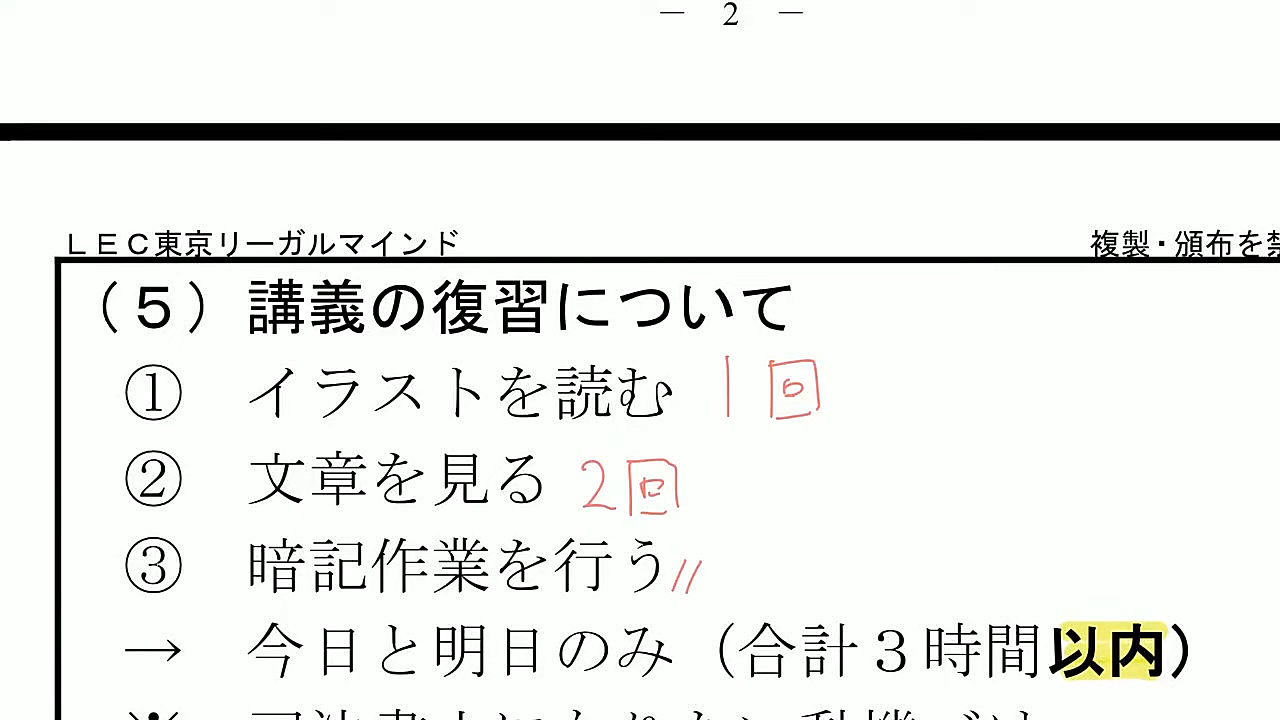 － 2 －
ＬＥＣ東京リーガルマインド
複製・頒布を禁
（５）講義の復習について
① イラストを読む 1回
② 文章を見る 2回
③ 暗記作業を行う //
→ 今日と明日のみ（合計３時間以内）